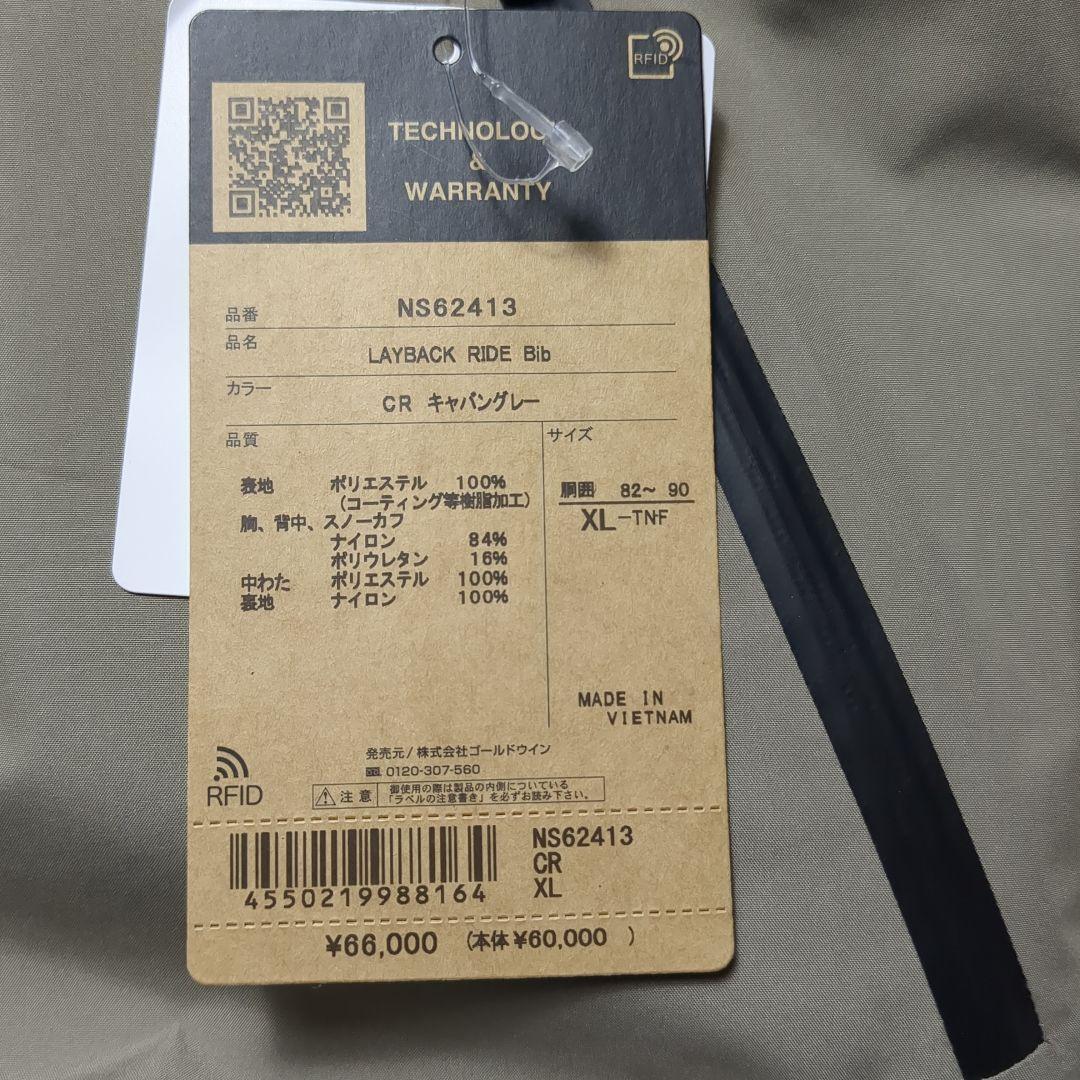 RFID
TECHNOLOG
&
WARRANTY
品番 NS62413
品名 LAYBACK RIDE Bib
カラー CR キャバングレー
品質
表地 ポリエステル 100%
(コーティング等樹脂加工)
胸、背中、スノーカフ
ナイロン 84%
ポリウレタン 16%
中わた ポリエステル 100%
裏地 ナイロン 100%
サイズ
胴囲 82~ 90
XL-TNF
MADE IN
VIETNAM
発売元/株式会社ゴールドウイン
0120-307-560
RFID
注意
御使用の際は製品の内側についている
「ラベルの注意書き」を必ずお読み下さい。
4550219988164
NS62413
CR
XL
¥66,000 (本体¥60,000 )